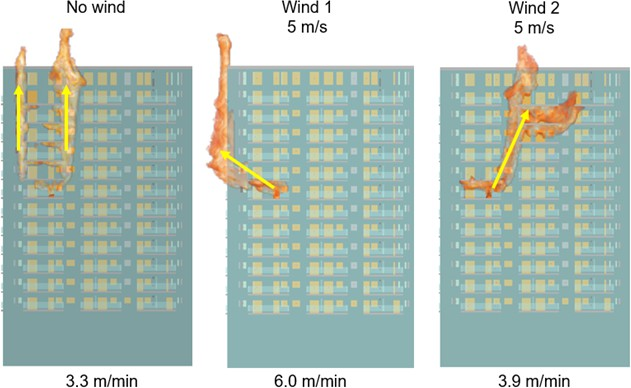 No wind
Wind 1
5 m/s
Wind 2
5 m/s
3.3 m/min
6.0 m/min
3.9 m/min